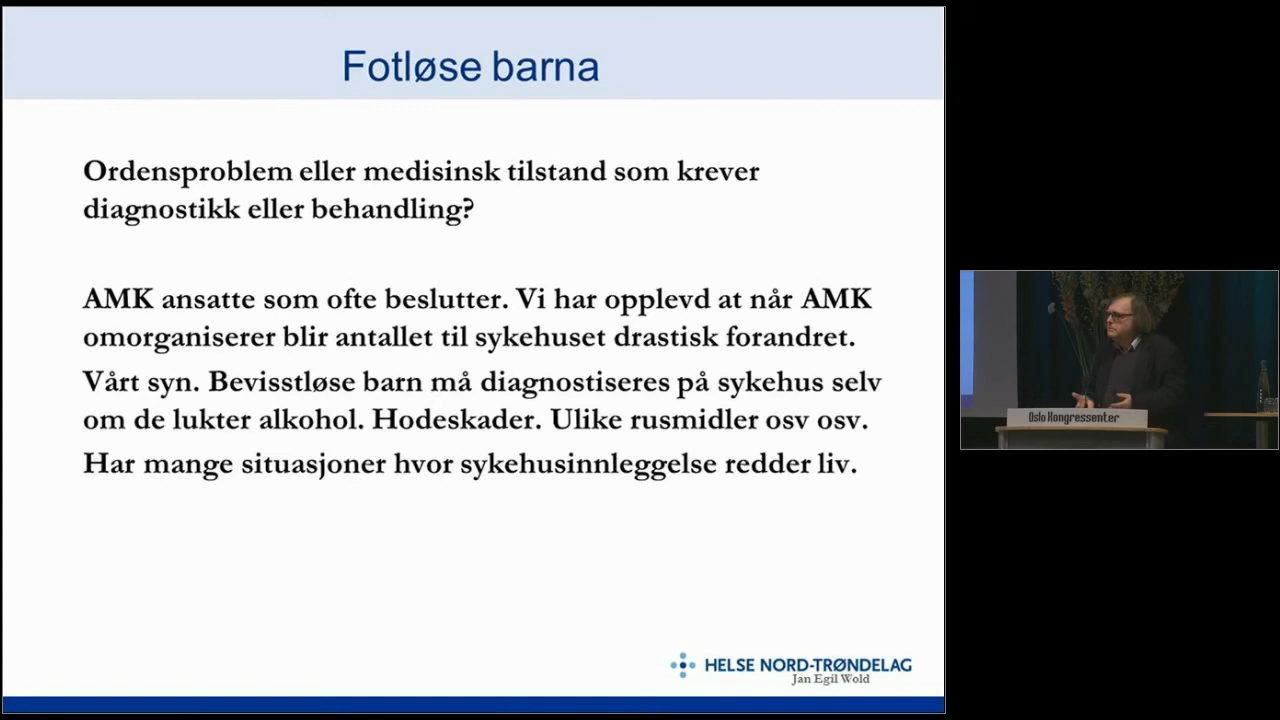 Fotløse barna
Ordensproblem eller medisinsk tilstand som krever
diagnostikk eller behandling?
AMK ansatte som ofte beslutter. Vi har opplevd at når AMK
omorganiserer blir antallet til sykehuset drastisk forandret.
Vårt syn. Bevisstløse barn må diagnostiseres på sykehus selv
om de lukter alkohol. Hodeskader. Ulike rusmidler osv osv.
Har mange situasjoner hvor sykehusinnleggelse redder liv.
HELSE NORD-TRØNDELAG
Jan Egil Wold
Oslo Kongressenter